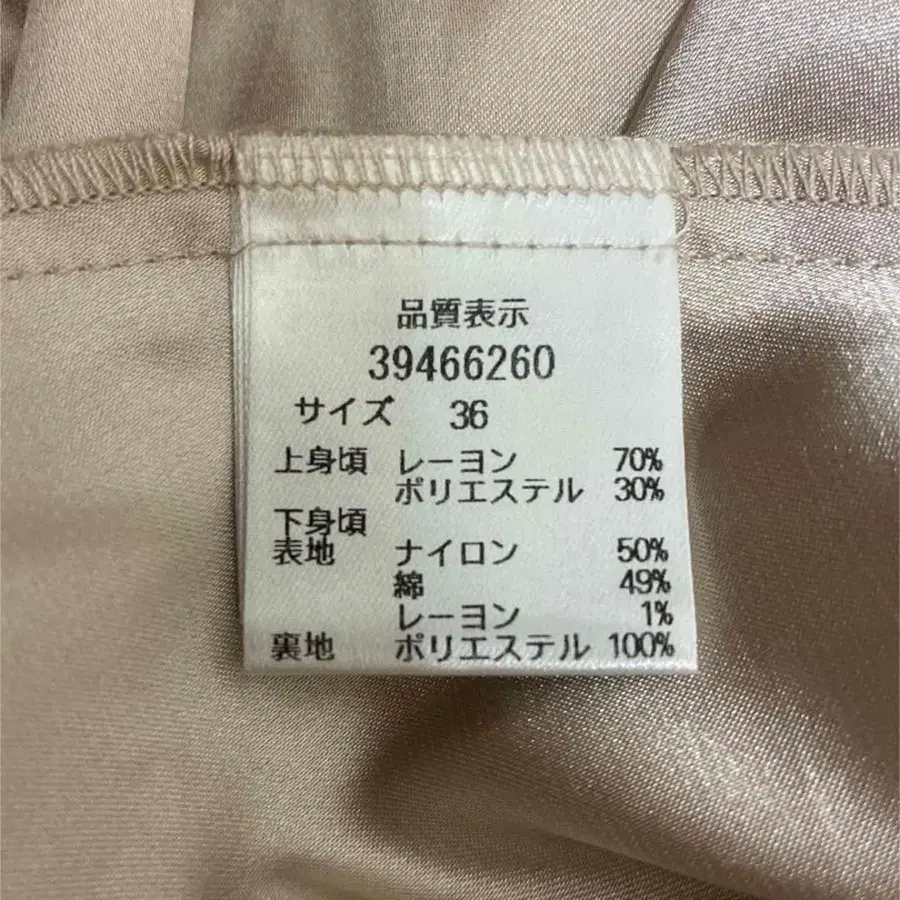 品質表示
39466260
サイズ 36
上身頃 レーヨン 70%
ポリエステル 30%
下身頃
表地 ナイロン 50%
綿 49%
レーヨン 1%
裏地 ポリエステル 100%